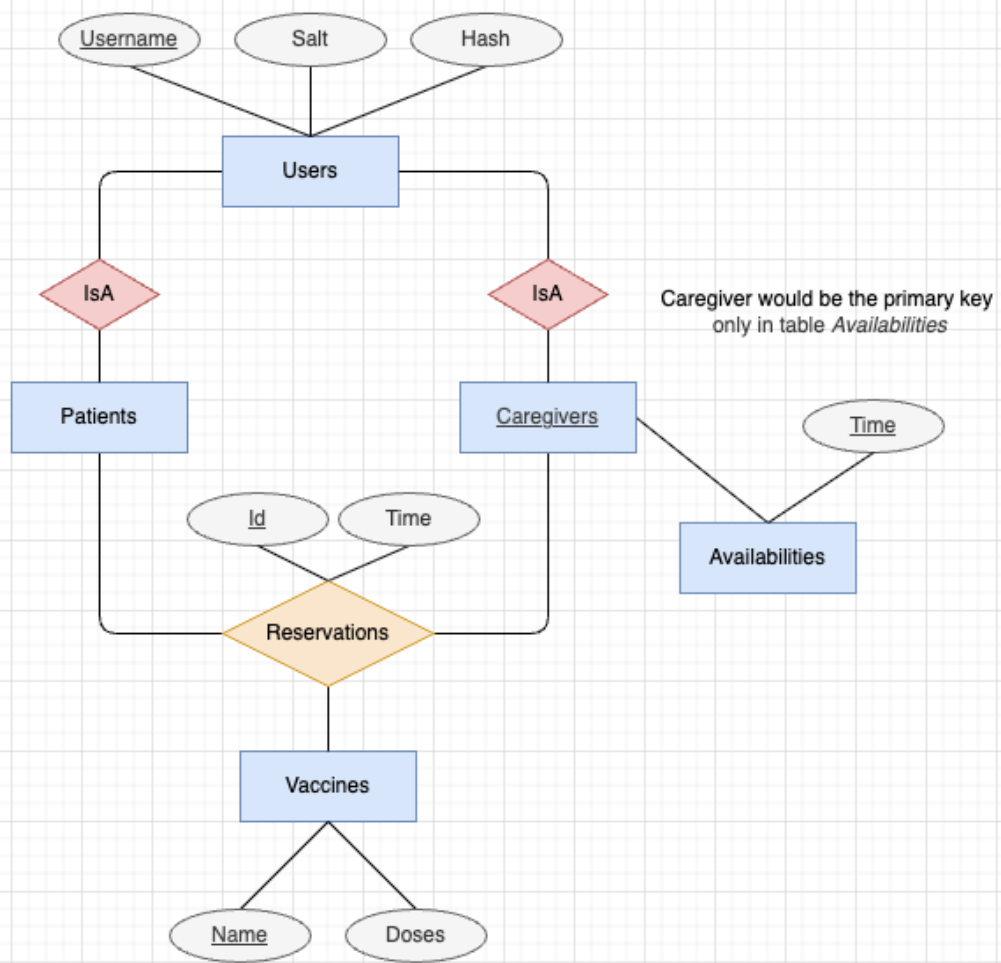 Username
Salt
Hash
Users
IsA
IsA
Caregiver would be the primary key
only in table Availabilities
Patients
Caregivers
Time
Id
Time
Availabilities
Reservations
Vaccines
Name
Doses